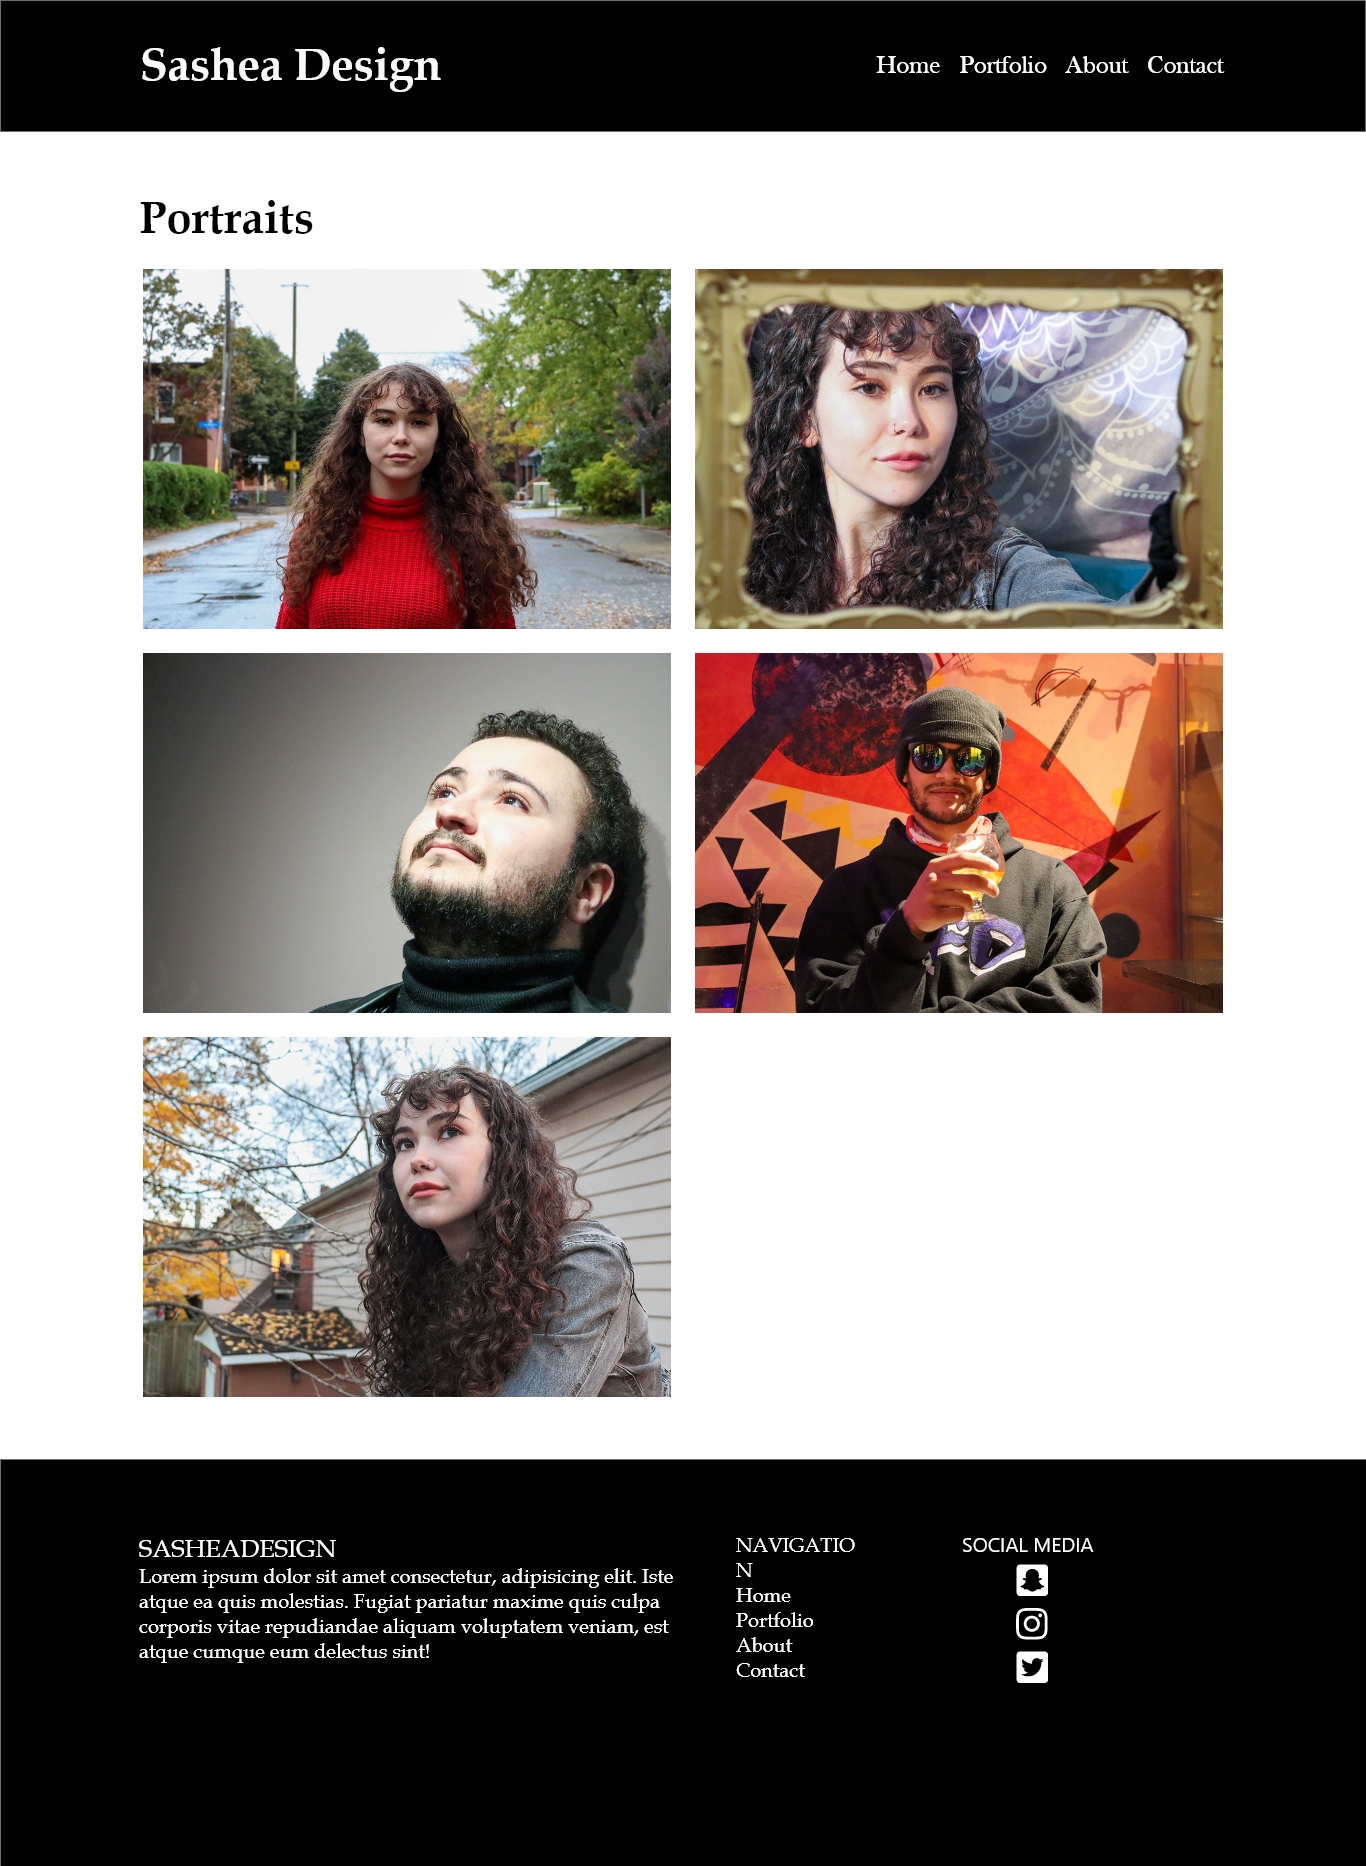 Sashea Design
Home Portfolio About Contact
Portraits
SASHEADESIGN
Lorem ipsum dolor sit amet consectetur, adipisicing elit. Iste
atque ea quis molestias. Fugiat pariatur maxime quis culpa
corporis vitae repudiandae aliquam voluptatem veniam, est
atque cumque eum delectus sint!
NAVIGATIO
N
Home
Portfolio
About
Contact
SOCIAL MEDIA